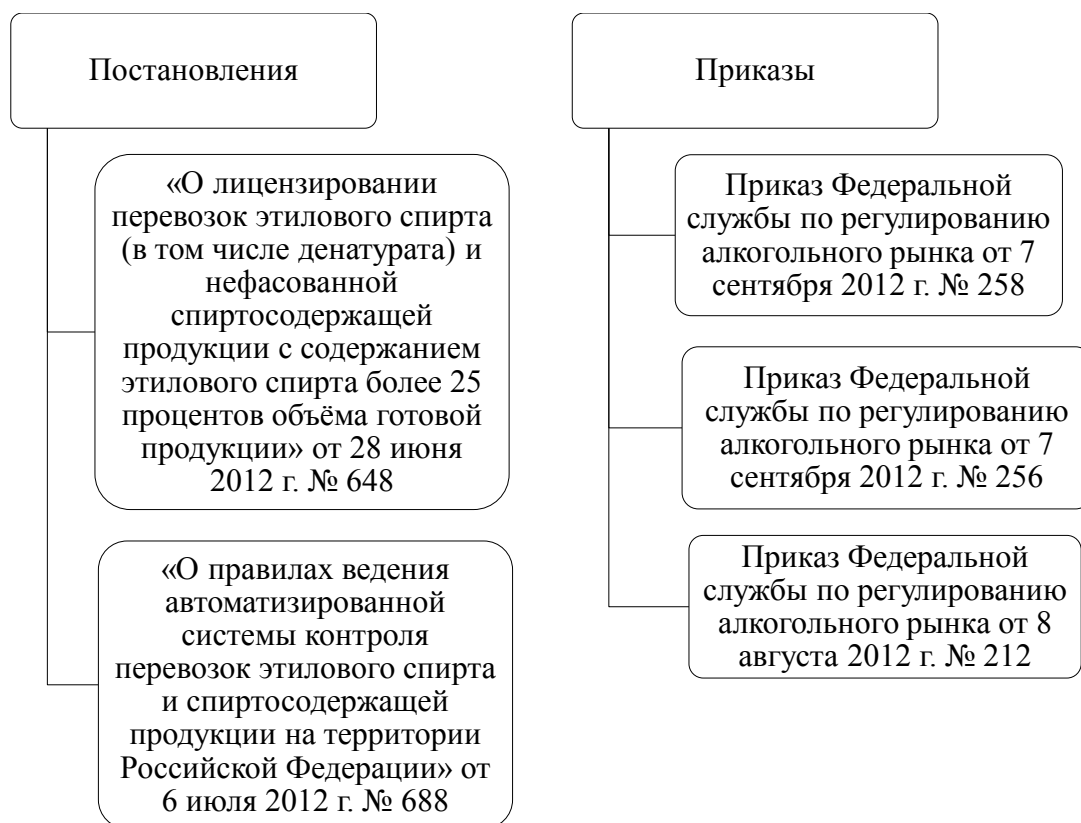 Постановления
«О лицензировании
перевозок этилового спирта
(в том числе денатурата) и
нефасованной
спиртосодержащей
продукции с содержанием
этилового спирта более 25
процентов объёма готовой
продукции» от 28 июня
2012 г. № 648
«О правилах ведения
автоматизированной
системы контроля
перевозок этилового спирта
и спиртосодержащей
продукции на территории
Российской Федерации» от
6 июля 2012 г. № 688
Приказы
Приказ Федеральной
службы по регулированию
алкогольного рынка от 7
сентября 2012 г. № 258
Приказ Федеральной
службы по регулированию
алкогольного рынка от 7
сентября 2012 г. № 256
Приказ Федеральной
службы по регулированию
алкогольного рынка от 8
августа 2012 г. № 212